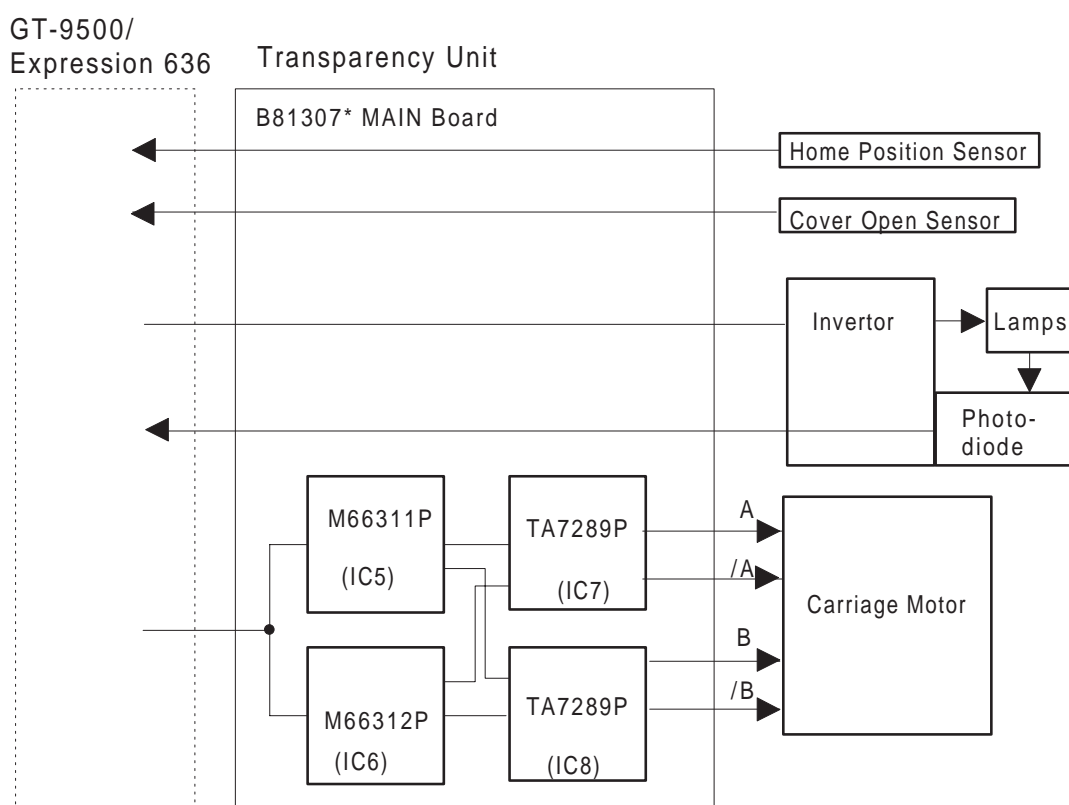 GT-9500/
Expression 636
Transparency Unit
B81307* MAIN Board
Home Position Sensor
Cover Open Sensor
Invertor
Lamps
Photo-
diode
M66311P
(IC5)
TA7289P
(IC7)
A
/A
B
/B
Carriage Motor
M66312P
(IC6)
TA7289P
(IC8)